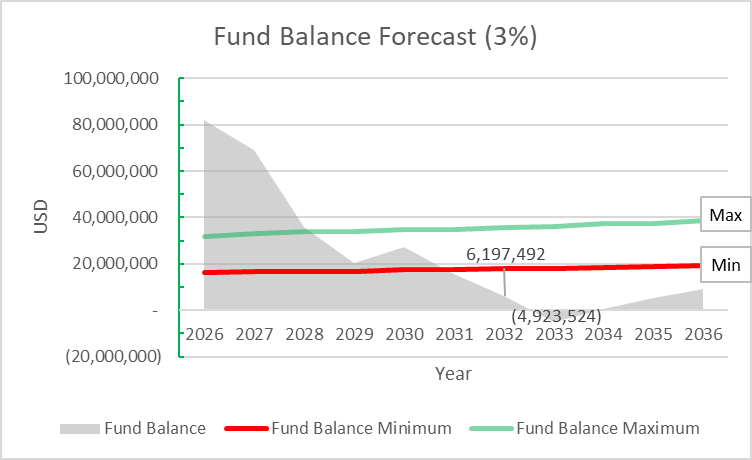 Fund Balance Forecast (3%)
100,000,000
80,000,000
60,000,000
40,000,000
20,000,000
-
(20,000,000)
USD
Max
Min
6,197,492
(4,923,524)
2026 2027 2028 2029 2030 2031 2032 2033 2034 2035 2036
Year
Fund Balance Fund Balance Minimum Fund Balance Maximum